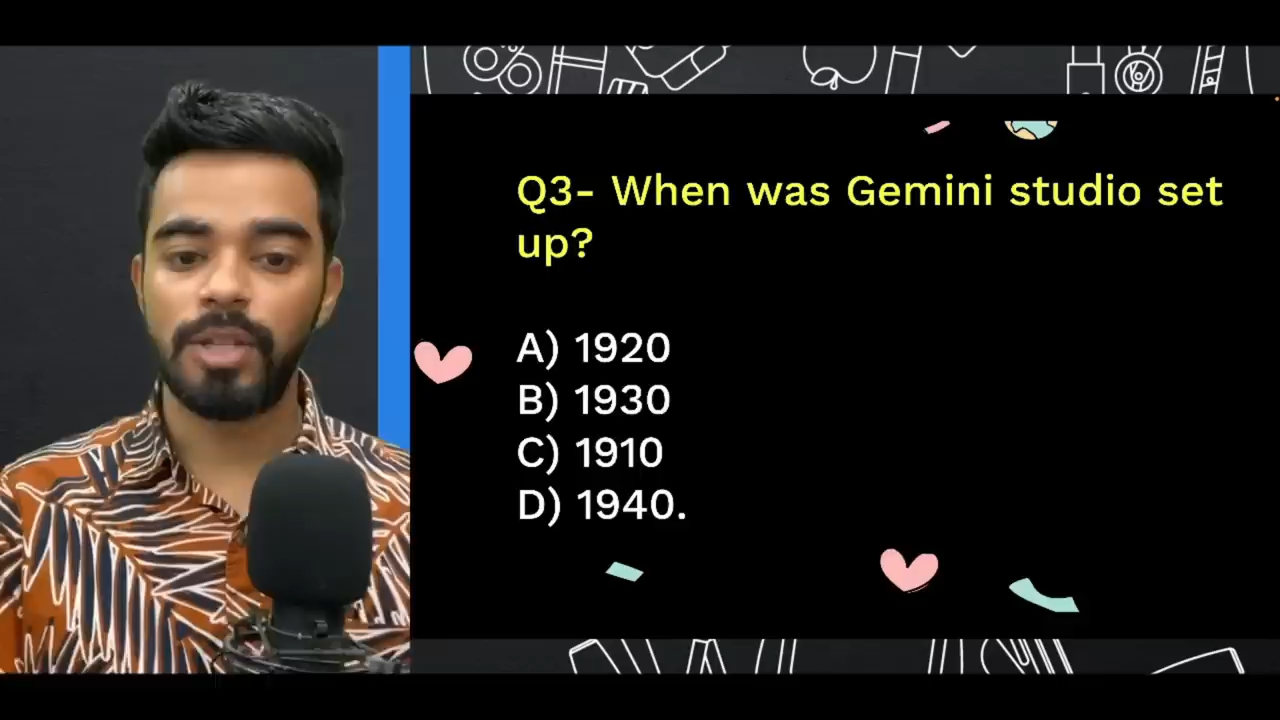 Q3- When was Gemini studio set
up?
A) 1920
B) 1930
C) 1910
D) 1940.